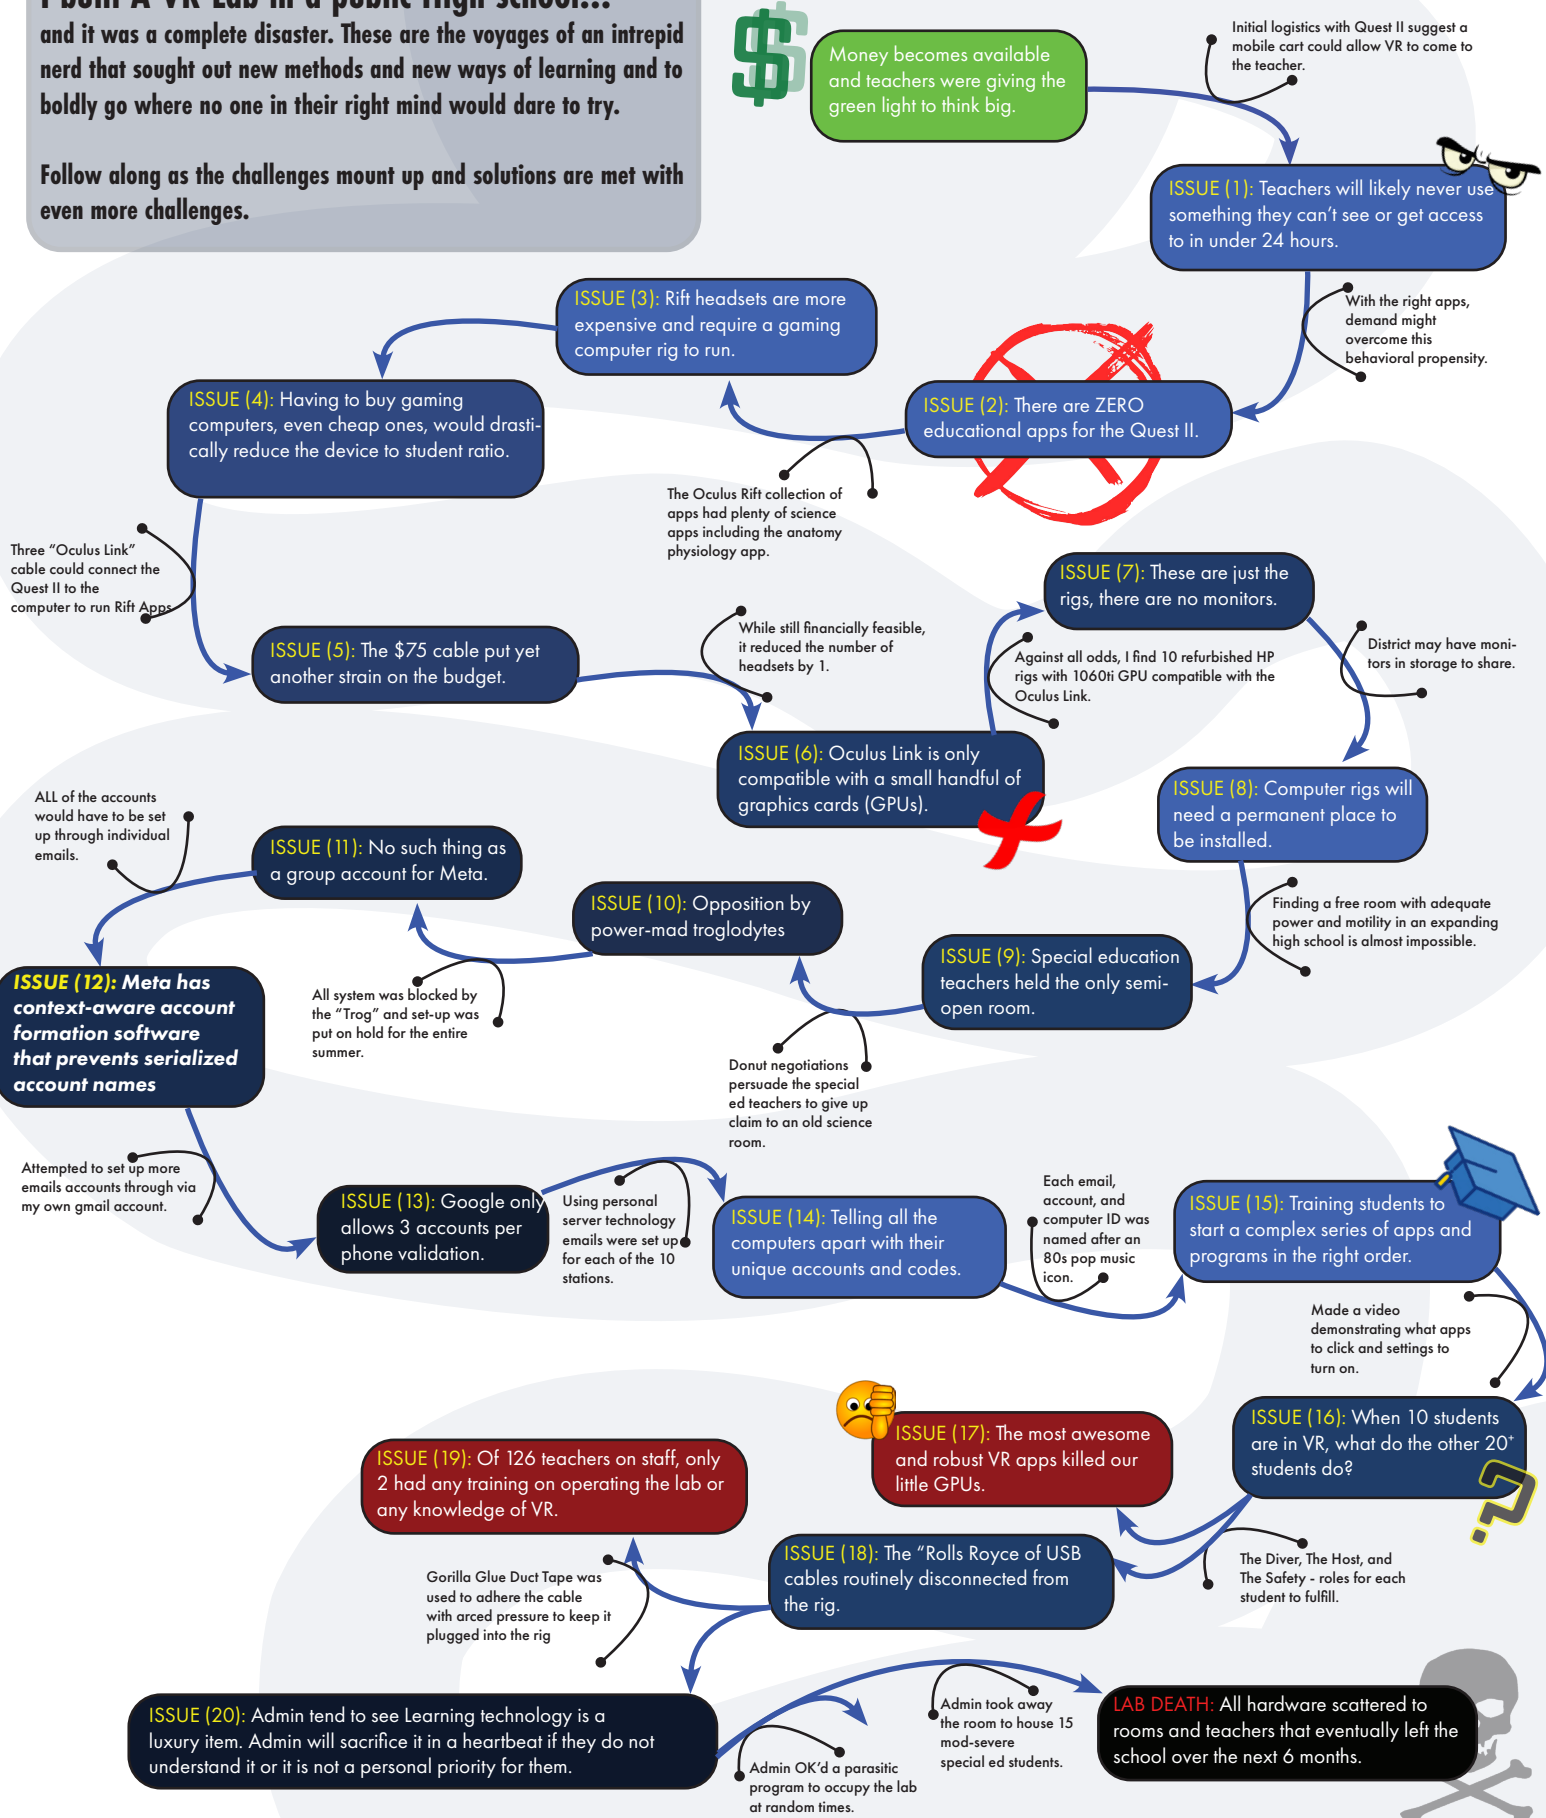 I built A VR Lab in a public High school...
and it was a complete disaster. These are the voyages of an intrepid
nerd that sought out new methods and new ways of learning and to
boldly go where no one in their right mind would dare to try.
Follow along as the challenges mount up and solutions are met with
even more challenges.
Money becomes available
and teachers were giving the
green light to think big.
Initial logistics with Quest II suggest a
mobile cart could allow VR to come to
the teacher.
ISSUE (1): Teachers will likely never use
something they can't see or get access
to in under 24 hours.
With the right apps,
demand might
overcome this
behavioral propensity.
ISSUE (2): There are ZERO
educational apps for the Quest II.
The Oculus Rift collection of
apps had plenty of science
apps including the anatomy
physiology app.
ISSUE (3): Rift headsets are more
expensive and require a gaming
computer rig to run.
ISSUE (4): Having to buy gaming
computers, even cheap ones, would drasti-
cally reduce the device to student ratio.
Three “Oculus Link”
cable could connect the
Quest II to the
computer to run Rift Apps
ISSUE (5): The $75 cable put yet
another strain on the budget.
While still financially feasible,
it reduced the number of
headsets by 1.
ISSUE (6): Oculus Link is only
compatible with a small handful of
graphics cards (GPUs).
Against all odds, I find 10 refurbished HP
rigs with 1060ti GPU compatible with the
Oculus Link.
ISSUE (7): These are just the
rigs, there are no monitors.
District may have moni-
tors in storage to share.
ISSUE (8): Computer rigs will
need a permanent place to
be installed.
Finding a free room with adequate
power and motility in an expanding
high school is almost impossible.
ISSUE (9): Special education
teachers held the only semi-
open room.
Donut negotiations
persuade the special
ed teachers to give up
claim to an old science
room.
ISSUE (10): Opposition by
power-mad troglodytes
All system was blocked by
the “Trog” and set-up was
put on hold for the entire
summer.
ISSUE (11): No such thing as
a group account for Meta.
ALL of the accounts
would have to be set
up through individual
emails.
ISSUE (12): Meta has
context-aware account
formation software
that prevents serialized
account names
Attempted to set up more
emails accounts through via
my own gmail account.
ISSUE (13): Google only
allows 3 accounts per
phone validation.
Using personal
server technology
emails were set up
for each of the 10
stations.
ISSUE (14): Telling all the
computers apart with their
unique accounts and codes.
Each email,
account, and
computer ID was
named after an
80s pop music
icon.
ISSUE (15): Training students to
start a complex series of apps and
programs in the right order.
Made a video
demonstrating what apps
to click and settings to
turn on.
ISSUE (16): When 10 students
are in VR, what do the other 20+
students do?
?
The Diver, The Host, and
The Safety - roles for each
student to fulfill.
ISSUE (17): The most awesome
and robust VR apps killed our
little GPUs.
ISSUE (18): The “Rolls Royce of USB
cables routinely disconnected from
the rig.
Gorilla Glue Duct Tape was
used to adhere the cable
with arced pressure to keep it
plugged into the rig
ISSUE (19): Of 126 teachers on staff, only
2 had any training on operating the lab or
any knowledge of VR.
ISSUE (20): Admin tend to see Learning technology is a
luxury item. Admin will sacrifice it in a heartbeat if they do not
understand it or it is not a personal priority for them.
Admin OK'd a parasitic
program to occupy the lab
at random times.
Admin took away
the room to house 15
mod-severe
special ed students.
LAB DEATH: All hardware scattered to
rooms and teachers that eventually left the
school over the next 6 months.